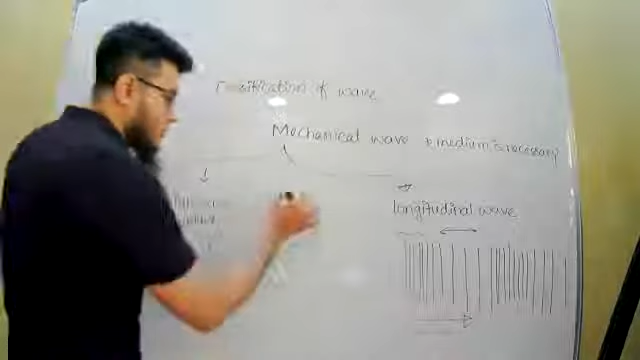 Classification of wave
Mechanical wave medium is necessary
longitudinal wave